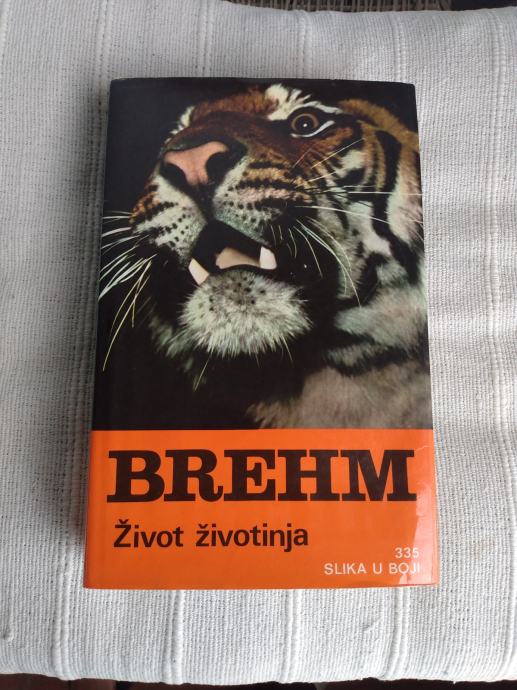 BREHM
Život životinja
335
SLIKA U BOJI